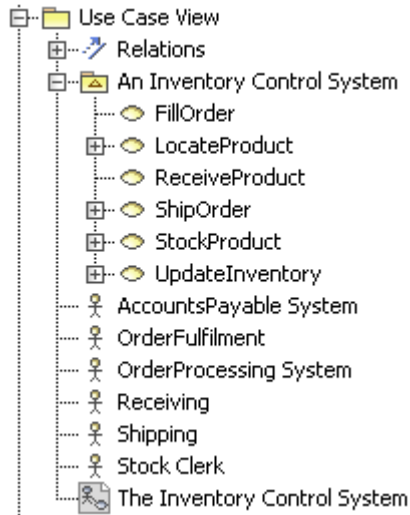 Use Case View
Relations
An Inventory Control System
FillOrder
LocateProduct
ReceiveProduct
ShipOrder
StockProduct
UpdateInventory
AccountsPayable System
OrderFulfilment
OrderProcessing System
Receiving
Shipping
Stock Clerk
The Inventory Control System